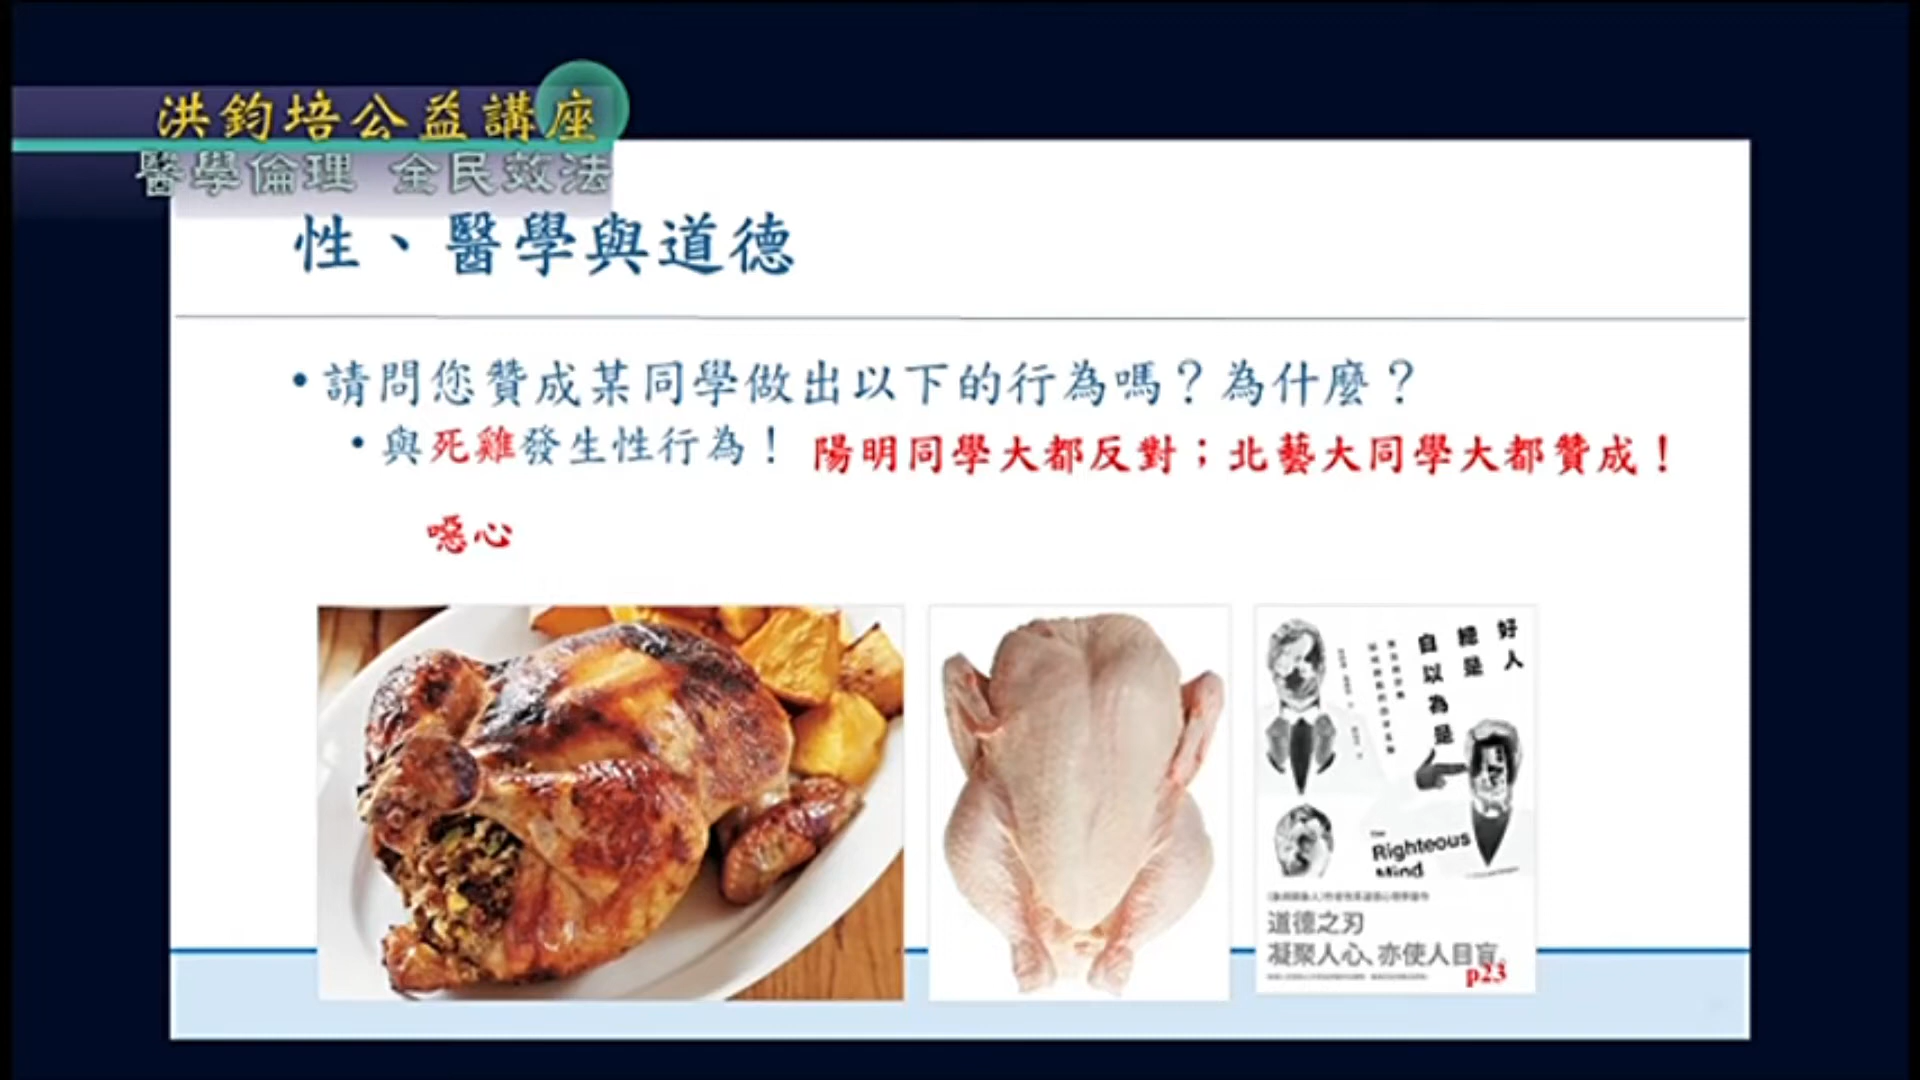 洪鈞培公益講座
醫學倫理 全民效法
性、醫學與道德
•請問您贊成某同學做出以下的行為嗎？為什麼？
•與死雞發生性行為！ 陽明同學大都反對；北藝大同學大都贊成！
噁心
好人
總是
自以為是
The
Righteous
Mind
道德之刃
凝聚人心、亦使人目盲。
p23